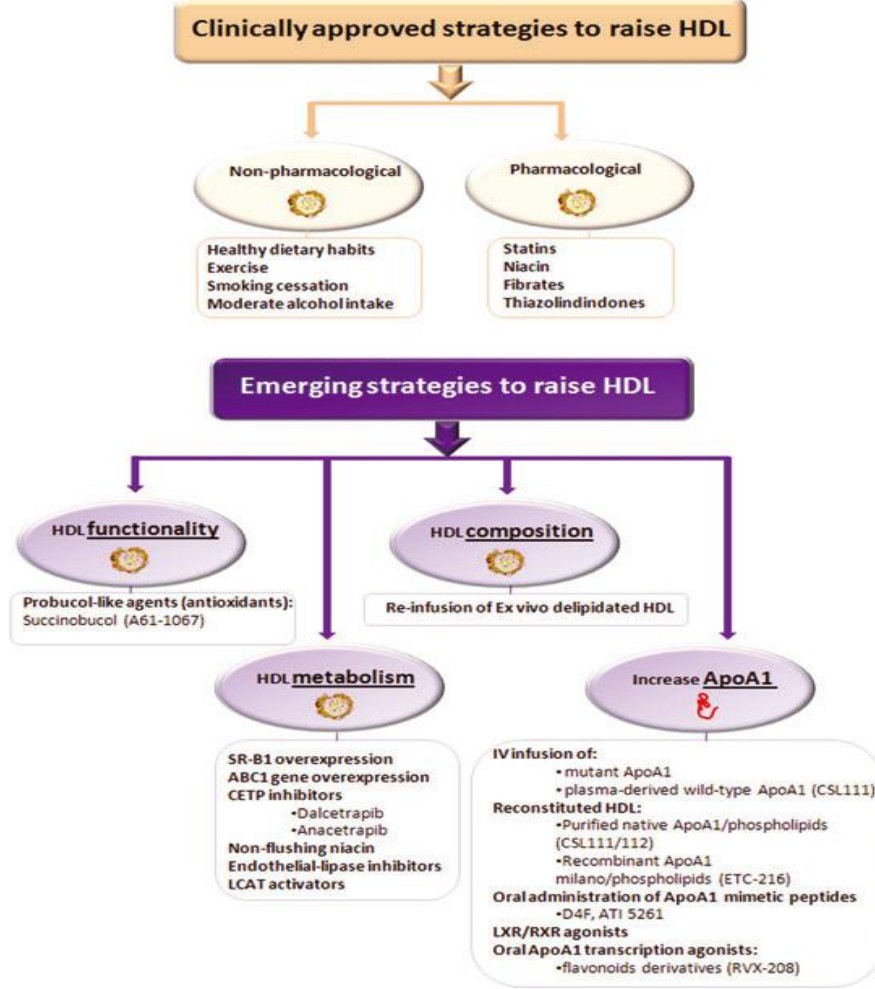 Clinically approved strategies to raise HDL
Non-pharmacological
Healthy dietary habits
Exercise
Smoking cessation
Moderate alcohol intake
Pharmacological
Statins
Niacin
Fibrates
Thiazolindindones
Emerging strategies to raise HDL
HDL functionality
Probucol-like agents (antioxidants):
Succinobucol (A61-1067)
HDL composition
Re-infusion of Ex vivo delipidated HDL
HDL metabolism
SR-B1 overexpression
ABC1 gene overexpression
CETP inhibitors
•Dalcetrapib
•Anacetrapib
Non-flushing niacin
Endothelial-lipase inhibitors
LCAT activators
Increase ApoA1
IV infusion of:
•mutant ApoA1
•plasma-derived wild-type ApoA1 (CSL111)
Reconstituted HDL:
•Purified native ApoA1/phospholipids
(CSL111/112)
•Recombinant ApoA1
milano/phospholipids (ETC-216)
Oral administration of ApoA1 mimetic peptides
•D4F, ATI 5261
LXR/RXR agonists
Oral ApoA1 transcription agonists:
•flavonoids derivatives (RVX-208)